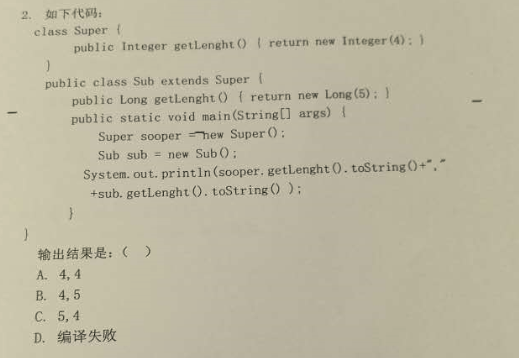 2. 如下代码：
class Super {
public Integer getLenght() { return new Integer(4); }
}
public class Sub extends Super {
public Long getLenght() { return new Long(5); }
public static void main(String[] args) {
Super sooper = new Super();
Sub sub = new Sub();
System.out.println(sooper.getLenght().toString()+","
+sub.getLenght().toString() );
}
}
输出结果是：（ ）
A. 4,4
B. 4,5
C. 5,4
D. 编译失败